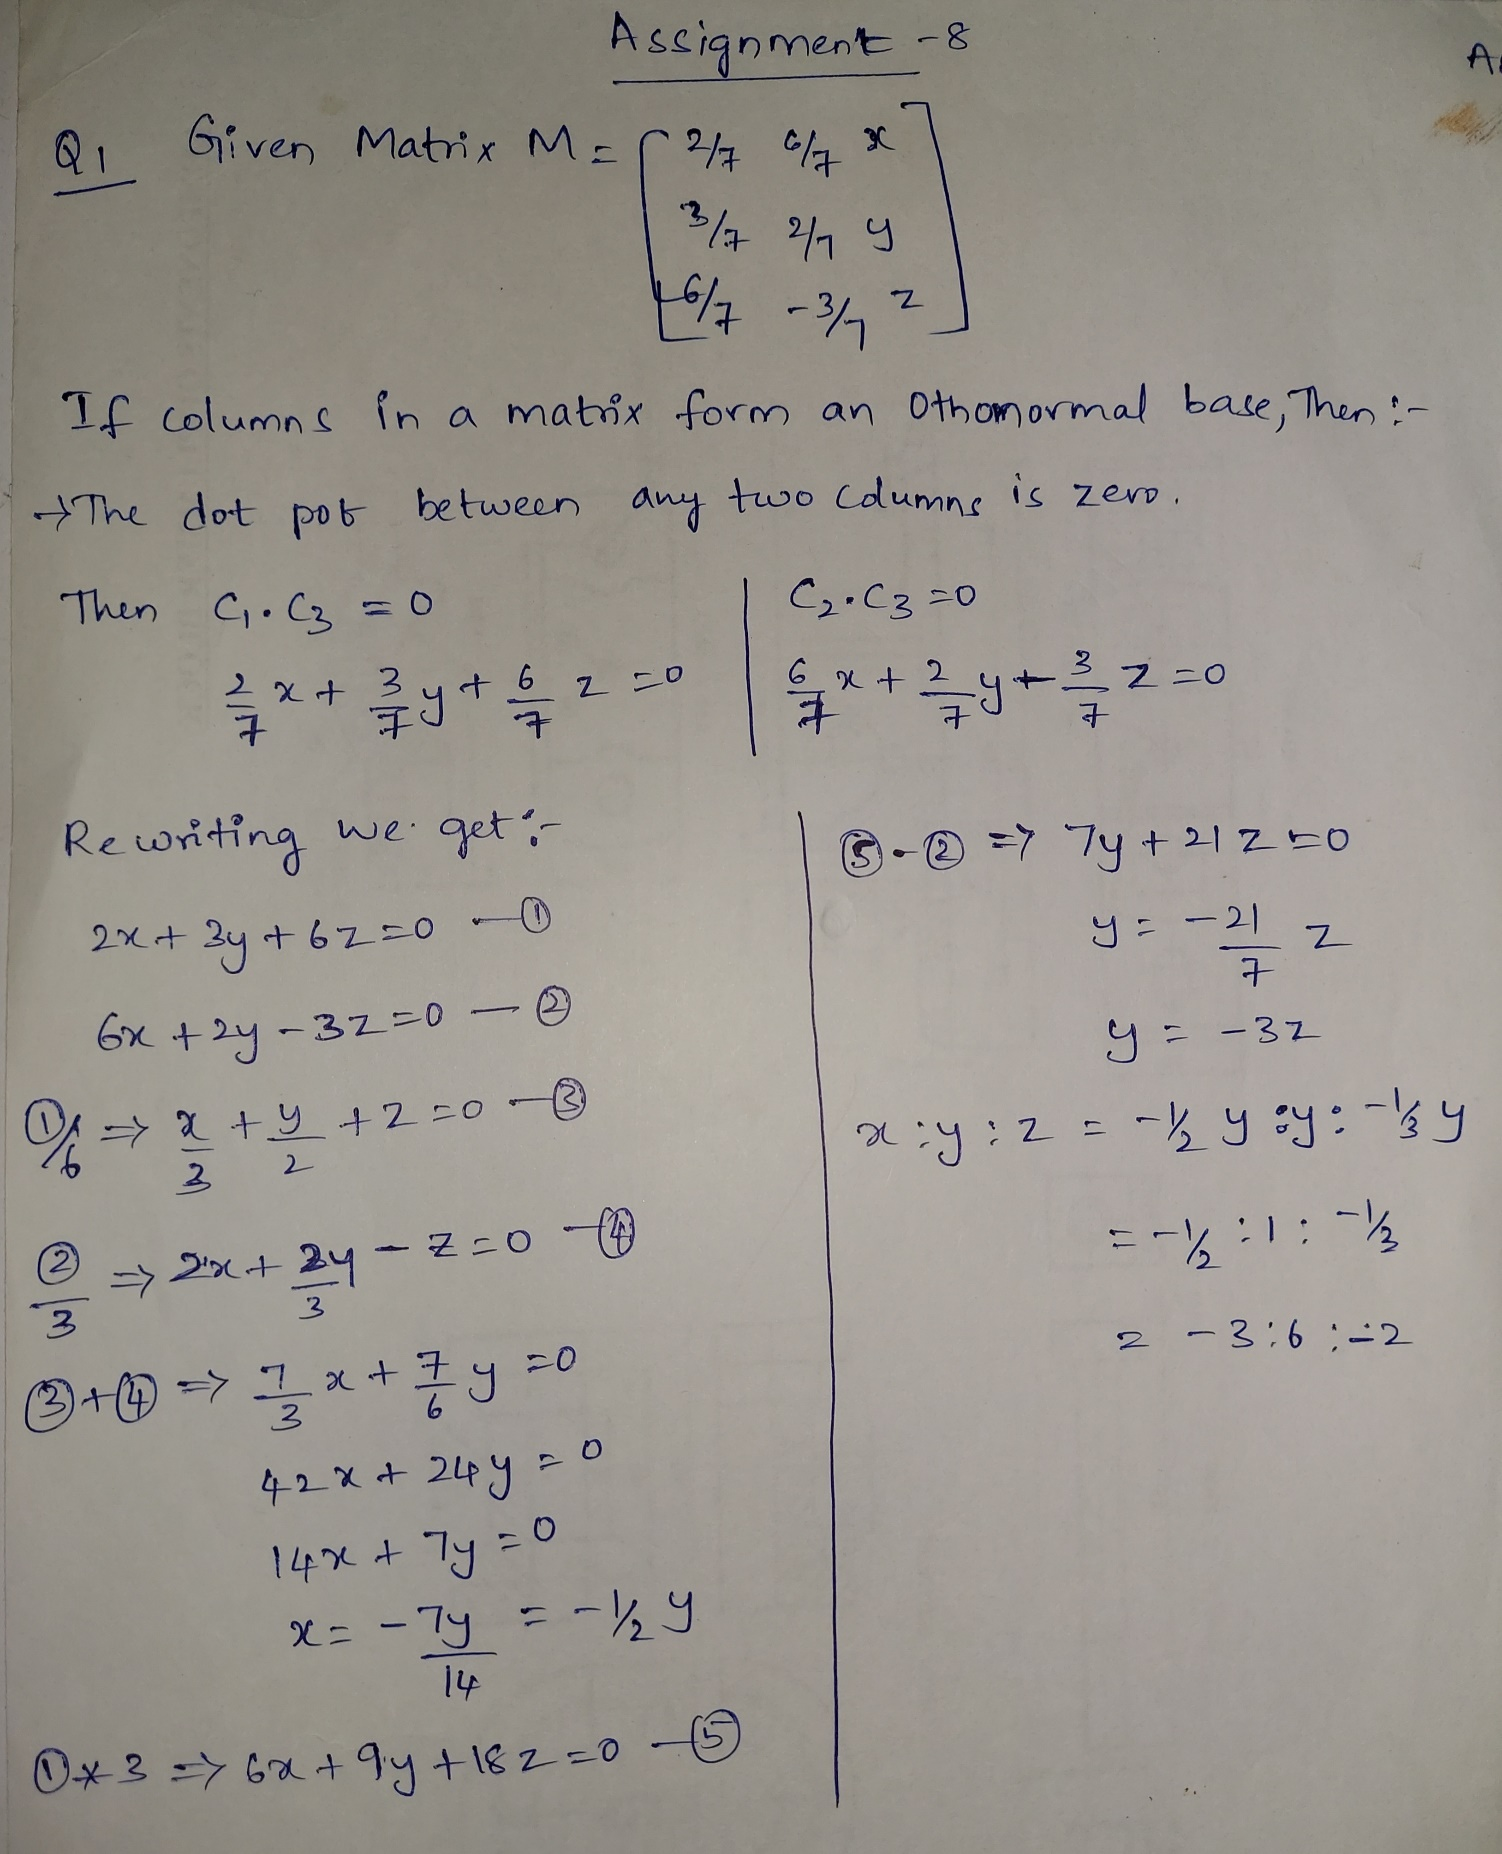 Assignment - 8
A
Q1 Given Matrix M = [ 2/7 6/7 x
3/7 2/7 y
6/7 -3/7 z ]
If columns in a matrix form an Othonormal base, Then :-
→ The dot pdt between any two columns is zero.
Then C₁·C₃ = 0
2/7 x + 3/7 y + 6/7 z = 0
C₂·C₃ = 0
6/7 x + 2/7 y + 3/7 z = 0
Rewriting we get :-
2x + 3y + 6z = 0 — ①
6x + 2y - 3z = 0 — ②
①/6 => x/3 + y/2 + z = 0 — ③
②/3 => 2x + 2y/3 - z = 0 — ④
③ + ④ => 7/3 x + 7/6 y = 0
42x + 24y = 0
14x + 7y = 0
x = -7y/14 = -1/2 y
① * 3 => 6x + 9y + 18z = 0 — ⑤
⑤ - ② => 7y + 21z = 0
y = -21/7 z
y = -3z
x : y : z = -1/2 y : y : -1/3 y
= -1/2 : 1 : -1/3
= -3 : 6 : -2